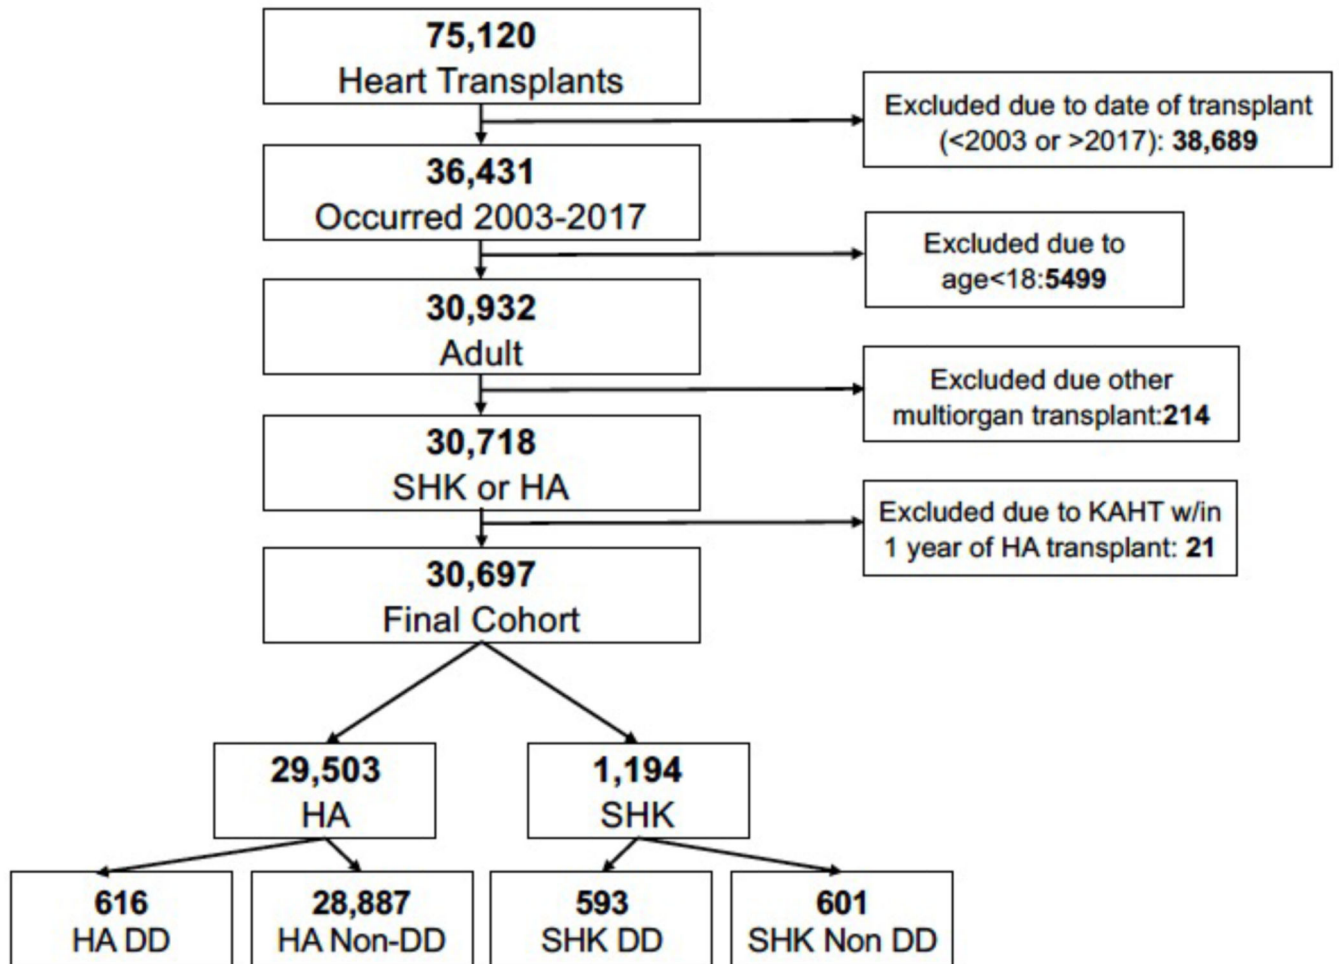 75,120
Heart Transplants
Excluded due to date of transplant
(<2003 or >2017): 38,689
36,431
Occurred 2003-2017
Excluded due to
age<18:5499
30,932
Adult
Excluded due other
multiorgan transplant:214
30,718
SHK or HA
Excluded due to KAHT w/in
1 year of HA transplant: 21
30,697
Final Cohort
29,503
HA
1,194
SHK
616
HA DD
28,887
HA Non-DD
593
SHK DD
601
SHK Non DD